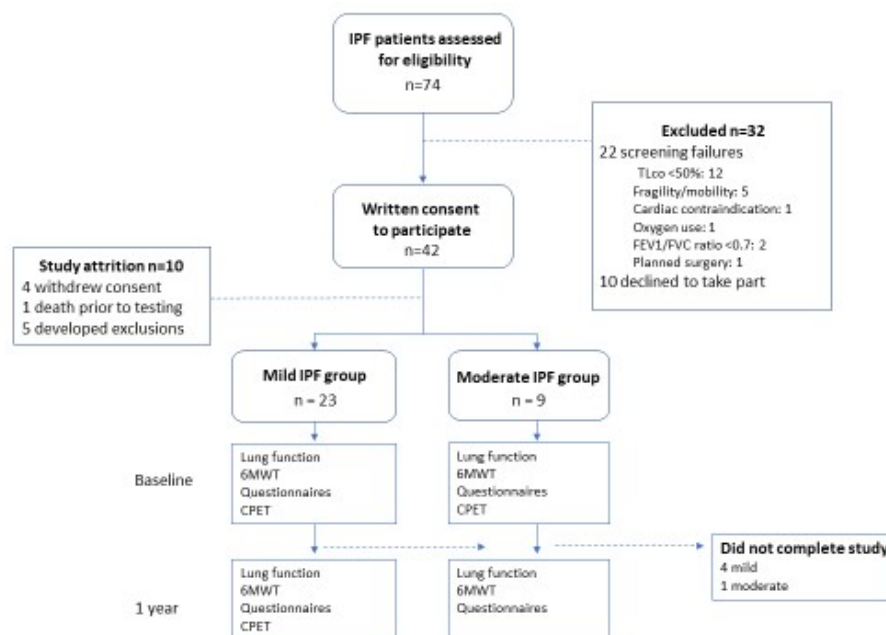 IPF patients assessed
for eligibility
n=74
Excluded n=32
22 screening failures
TLco <50%: 12
Fragility/mobility: 5
Cardiac contraindication: 1
Oxygen use: 1
FEV1/FVC ratio <0.7: 2
Planned surgery: 1
10 declined to take part
Written consent
to participate
n=42
Study attrition n=10
4 withdrew consent
1 death prior to testing
5 developed exclusions
Mild IPF group
n = 23
Moderate IPF group
n = 9
Baseline
Lung function
6MWT
Questionnaires
CPET
Lung function
6MWT
Questionnaires
CPET
Did not complete study
4 mild
1 moderate
1 year
Lung function
6MWT
Questionnaires
CPET
Lung function
6MWT
Questionnaires